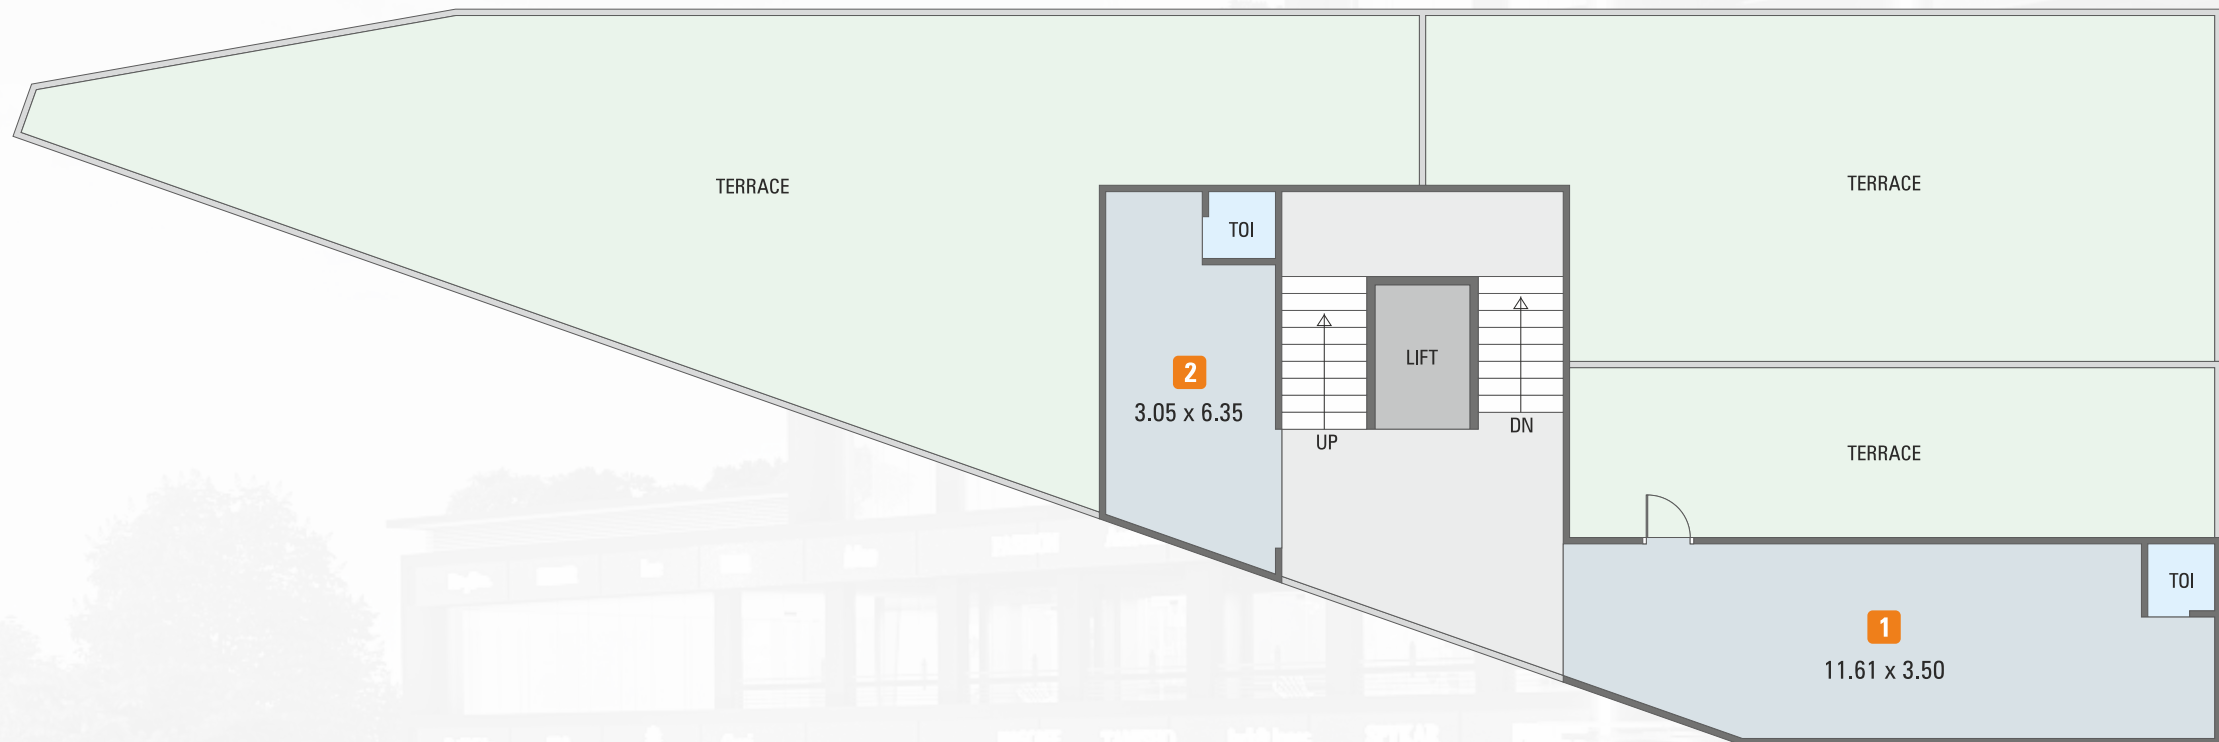 TERRACE
TERRACE
TOI
2
3.05 x 6.35
LIFT
UP
DN
TERRACE
TOI
1
11.61 x 3.50